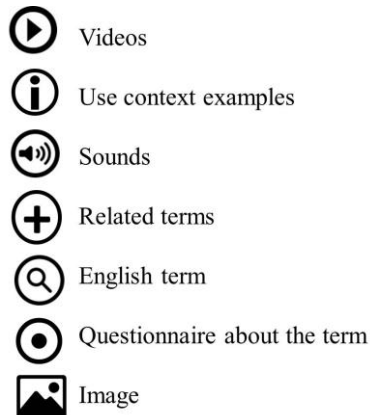 Videos
Use context examples
Sounds
Related terms
English term
Questionnaire about the term
Image